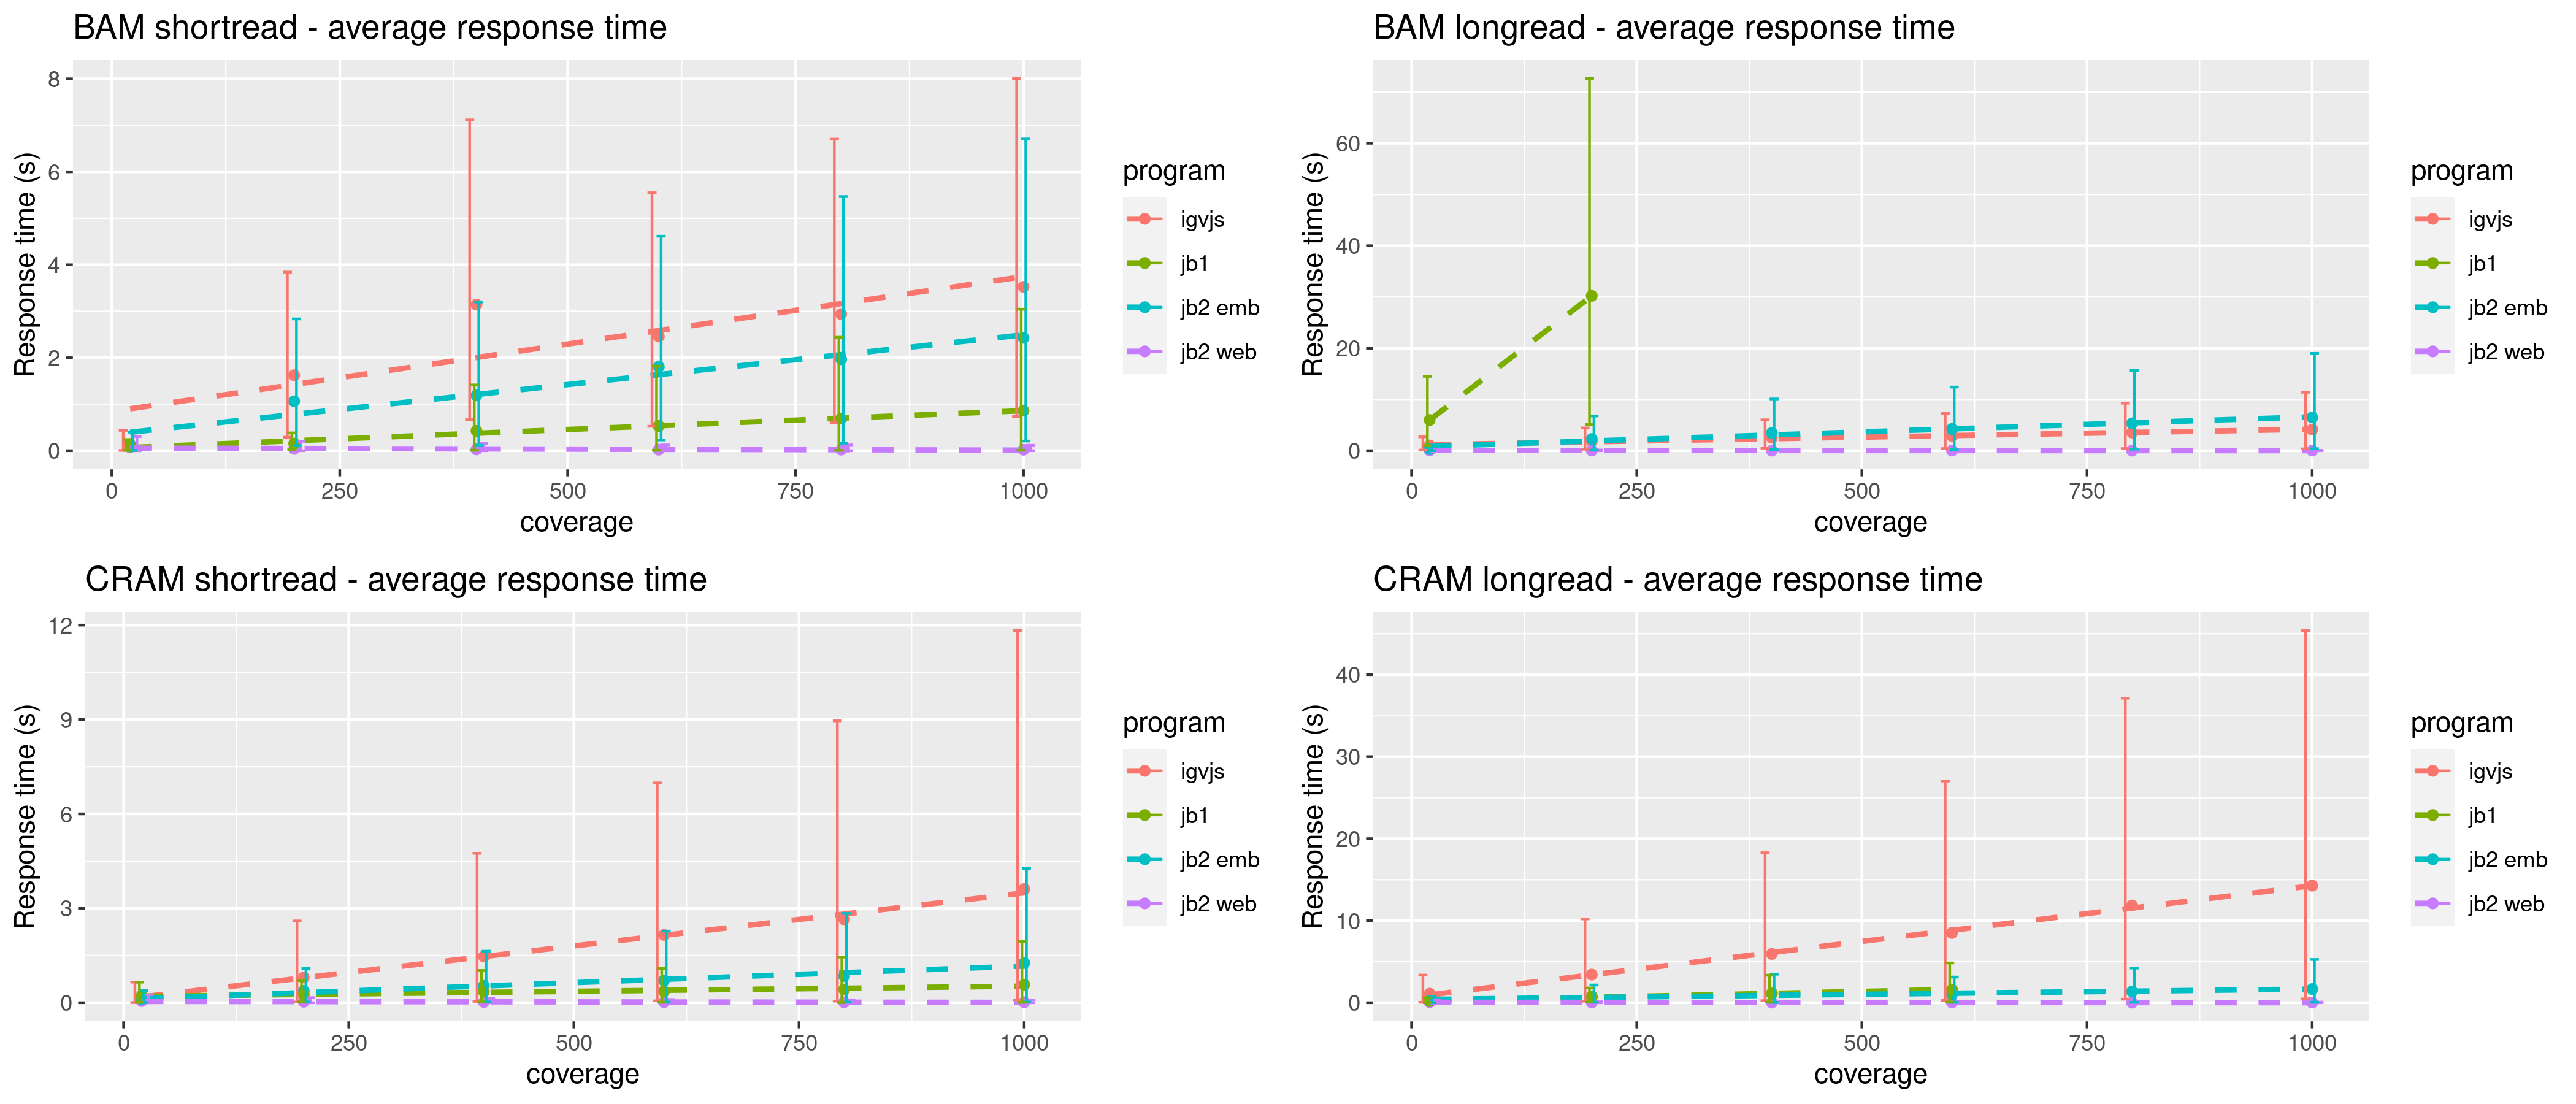 BAM shortread - average response time
Response time (s)
8
6
4
2
0
0 250 500 750 1000
coverage
program
igvjs
jb1
jb2 emb
jb2 web
BAM longread - average response time
Response time (s)
60
40
20
0
0 250 500 750 1000
coverage
program
igvjs
jb1
jb2 emb
jb2 web
CRAM shortread - average response time
Response time (s)
12
9
6
3
0
0 250 500 750 1000
coverage
program
igvjs
jb1
jb2 emb
jb2 web
CRAM longread - average response time
Response time (s)
40
30
20
10
0
0 250 500 750 1000
coverage
program
igvjs
jb1
jb2 emb
jb2 web